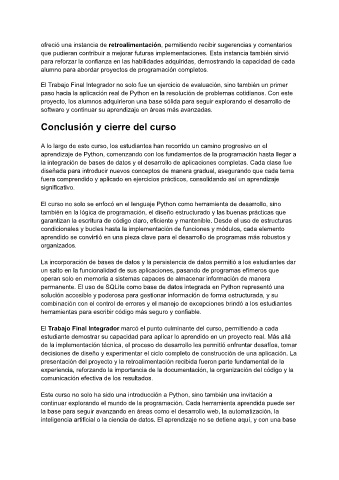 ofreció una instancia de retroalimentación, permitiendo recibir sugerencias y comentarios
que pudieran contribuir a mejorar futuras implementaciones. Esta instancia también sirvió
para reforzar la confianza en las habilidades adquiridas, demostrando la capacidad de cada
alumno para abordar proyectos de programación completos.
El Trabajo Final Integrador no solo fue un ejercicio de evaluación, sino también un primer
paso hacia la aplicación real de Python en la resolución de problemas cotidianos. Con este
proyecto, los alumnos adquirieron una base sólida para seguir explorando el desarrollo de
software y continuar su aprendizaje en áreas más avanzadas.
Conclusión y cierre del curso
A lo largo de este curso, los estudiantes han recorrido un camino progresivo en el
aprendizaje de Python, comenzando con los fundamentos de la programación hasta llegar a
la integración de bases de datos y el desarrollo de aplicaciones completas. Cada clase fue
diseñada para introducir nuevos conceptos de manera gradual, asegurando que cada tema
fuera comprendido y aplicado en ejercicios prácticos, consolidando así un aprendizaje
significativo.
El curso no solo se enfocó en el lenguaje Python como herramienta de desarrollo, sino
también en la lógica de programación, el diseño estructurado y las buenas prácticas que
garantizan la escritura de código claro, eficiente y mantenible. Desde el uso de estructuras
condicionales y bucles hasta la implementación de funciones y módulos, cada elemento
aprendido se convirtió en una pieza clave para el desarrollo de programas más robustos y
organizados.
La incorporación de bases de datos y la persistencia de datos permitió a los estudiantes dar
un salto en la funcionalidad de sus aplicaciones, pasando de programas efímeros que
operan solo en memoria a sistemas capaces de almacenar información de manera
permanente. El uso de SQLite como base de datos integrada en Python representó una
solución accesible y poderosa para gestionar información de forma estructurada, y su
combinación con el control de errores y el manejo de excepciones brindó a los estudiantes
herramientas para escribir código más seguro y confiable.
El Trabajo Final Integrador marcó el punto culminante del curso, permitiendo a cada
estudiante demostrar su capacidad para aplicar lo aprendido en un proyecto real. Más allá
de la implementación técnica, el proceso de desarrollo les permitió enfrentar desafíos, tomar
decisiones de diseño y experimentar el ciclo completo de construcción de una aplicación. La
presentación del proyecto y la retroalimentación recibida fueron parte fundamental de la
experiencia, reforzando la importancia de la documentación, la organización del código y la
comunicación efectiva de los resultados.
Este curso no solo ha sido una introducción a Python, sino también una invitación a
continuar explorando el mundo de la programación. Cada herramienta aprendida puede ser
la base para seguir avanzando en áreas como el desarrollo web, la automatización, la
inteligencia artificial o la ciencia de datos. El aprendizaje no se detiene aquí, y con una base